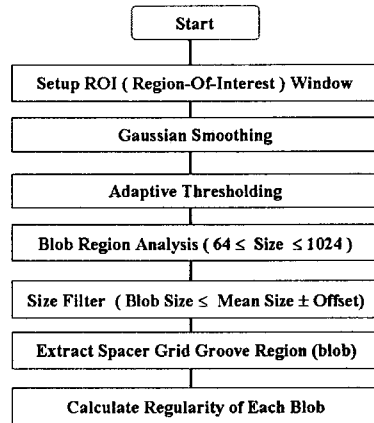 Start
Setup ROI ( Region-Of-Interest ) Window
Gaussian Smoothing
Adaptive Thresholding
Blob Region Analysis ( 64 ≤ Size ≤ 1024 )
Size Filter ( Blob Size ≤ Mean Size ± Offset)
Extract Spacer Grid Groove Region (blob)
Calculate Regularity of Each Blob